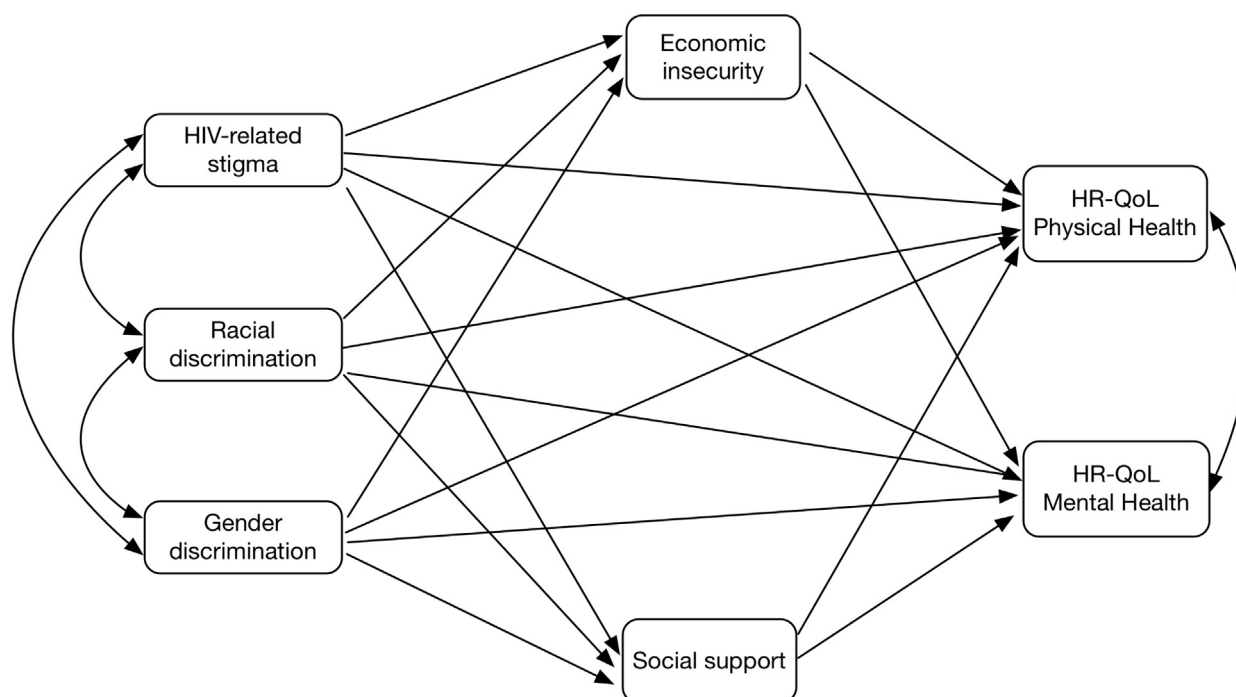 Economic
insecurity
HIV-related
stigma
HR-QoL
Physical Health
Racial
discrimination
HR-QoL
Mental Health
Gender
discrimination
Social support